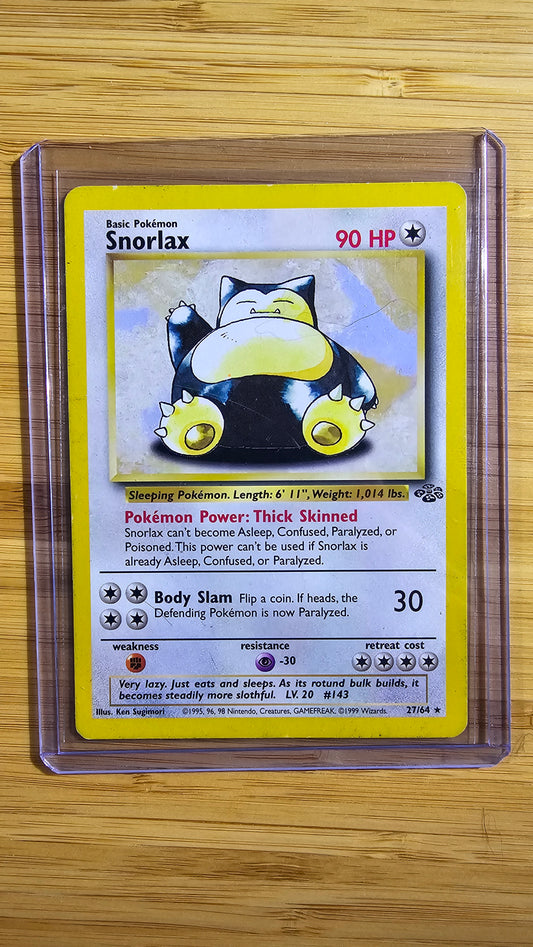 Basic Pokémon
Snorlax
90 HP
Sleeping Pokémon. Length: 6' 11", Weight: 1,014 lbs.
Pokémon Power: Thick Skinned
Snorlax can't become Asleep, Confused, Paralyzed, or
Poisoned. This power can't be used if Snorlax is
already Asleep, Confused, or Paralyzed.
Body Slam Flip a coin. If heads, the
Defending Pokémon is now Paralyzed.
30
weakness
resistance
-30
retreat cost
Very lazy. Just eats and sleeps. As its rotund bulk builds, it
becomes steadily more slothful. LV. 20 #143
Illus. Ken Sugimori ©1995, 96, 98 Nintendo, Creatures, GAMEFREAK. ©1999 Wizards. 27/64 ★